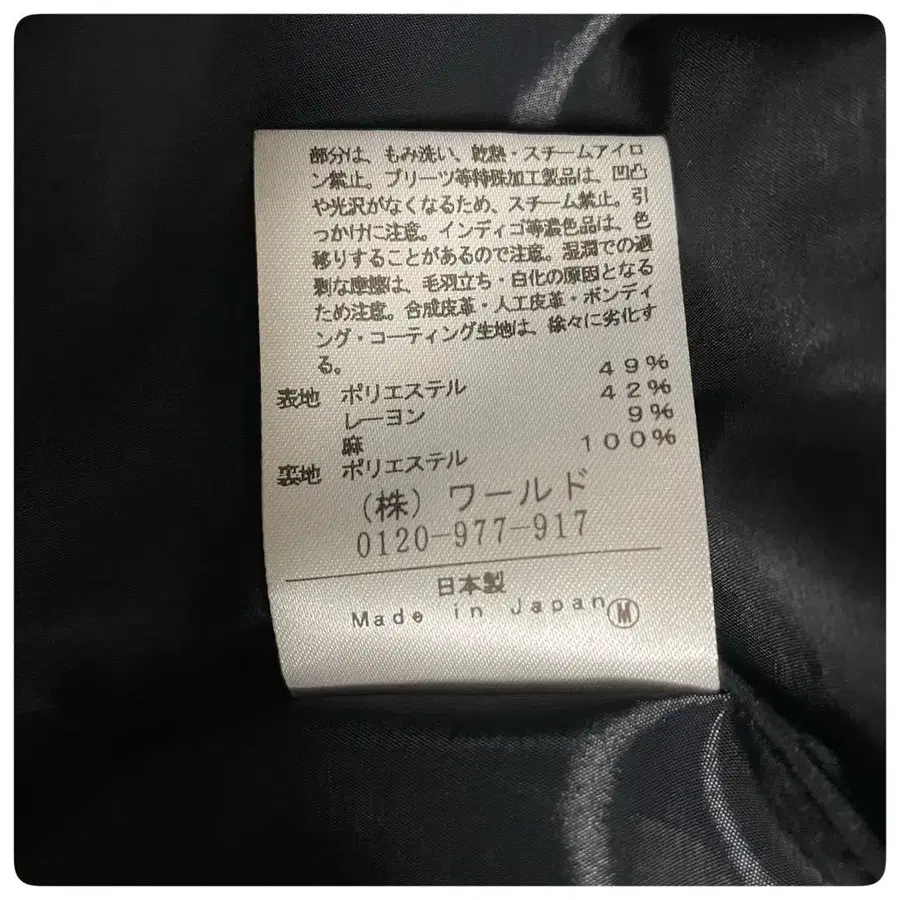 部分は、もみ洗い、乾熱・スチームアイロ
ン禁止。プリーツ等特殊加工製品は、凹凸
や光沢がなくなるため、スチーム禁止。引
っかけに注意。インディゴ等濃色品は、色
移りすることがあるので注意。湿潤での過
剰な摩擦は、毛羽立ち・白化の原因となる
ため注意。合成皮革・人工皮革・ボンディ
ング・コーティング生地は、徐々に劣化す
る。
表地 ポリエステル 49%
レーヨン 42%
麻 9%
裏地 ポリエステル 100%
(株) ワールド
0120-977-917
日本製
Made in Japan Ⓜ